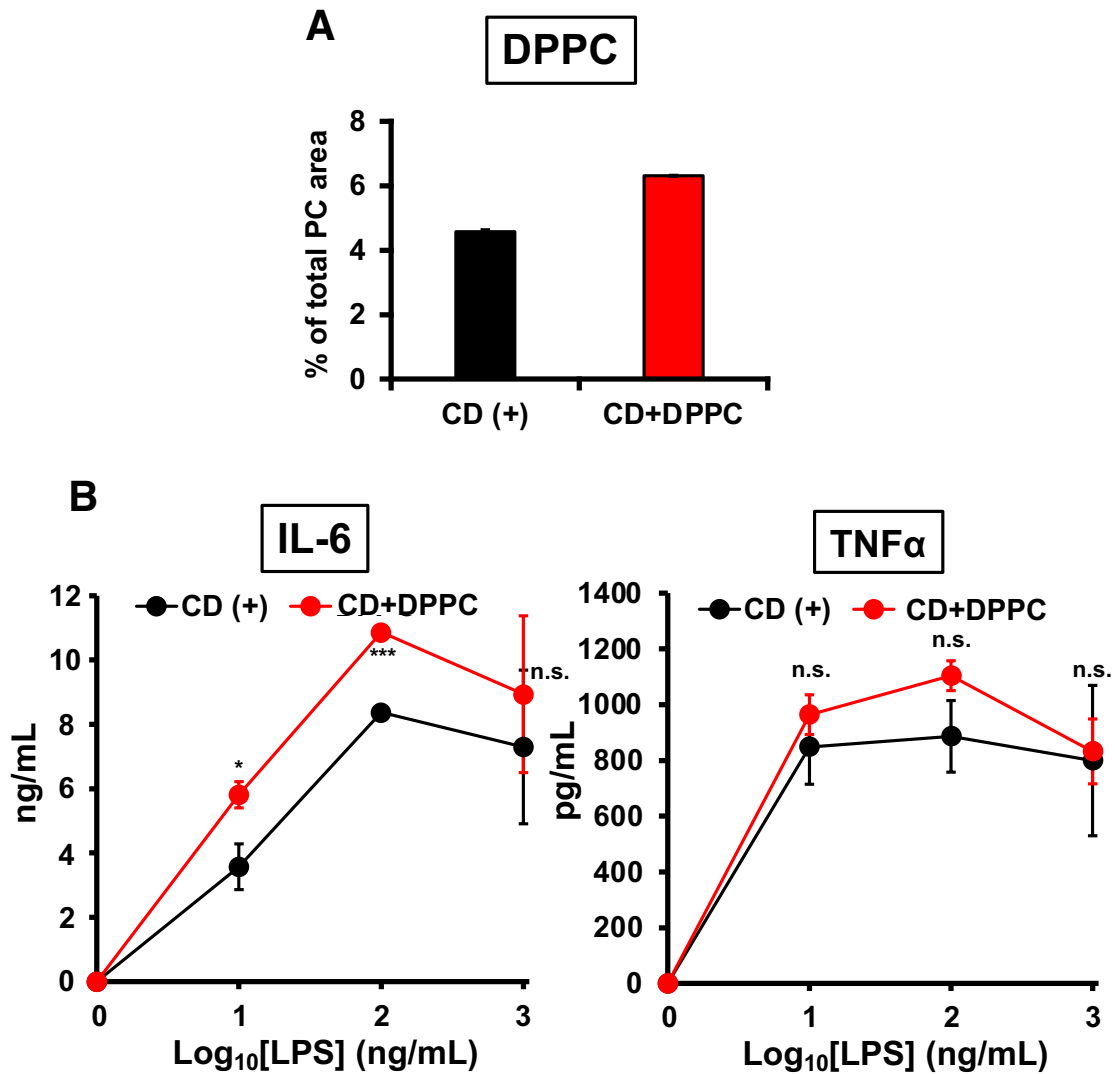 A
DPPC
% of total PC area
8
6
4
2
0
CD (+)
CD+DPPC
B
IL-6
CD (+)
CD+DPPC
ng/mL
12
10
8
6
4
2
0
*
***
n.s.
0
1
2
3
Log₁₀[LPS] (ng/mL)
TNFα
CD (+)
CD+DPPC
pg/mL
1400
1200
1000
800
600
400
200
0
n.s.
n.s.
n.s.
0
1
2
3
Log₁₀[LPS] (ng/mL)